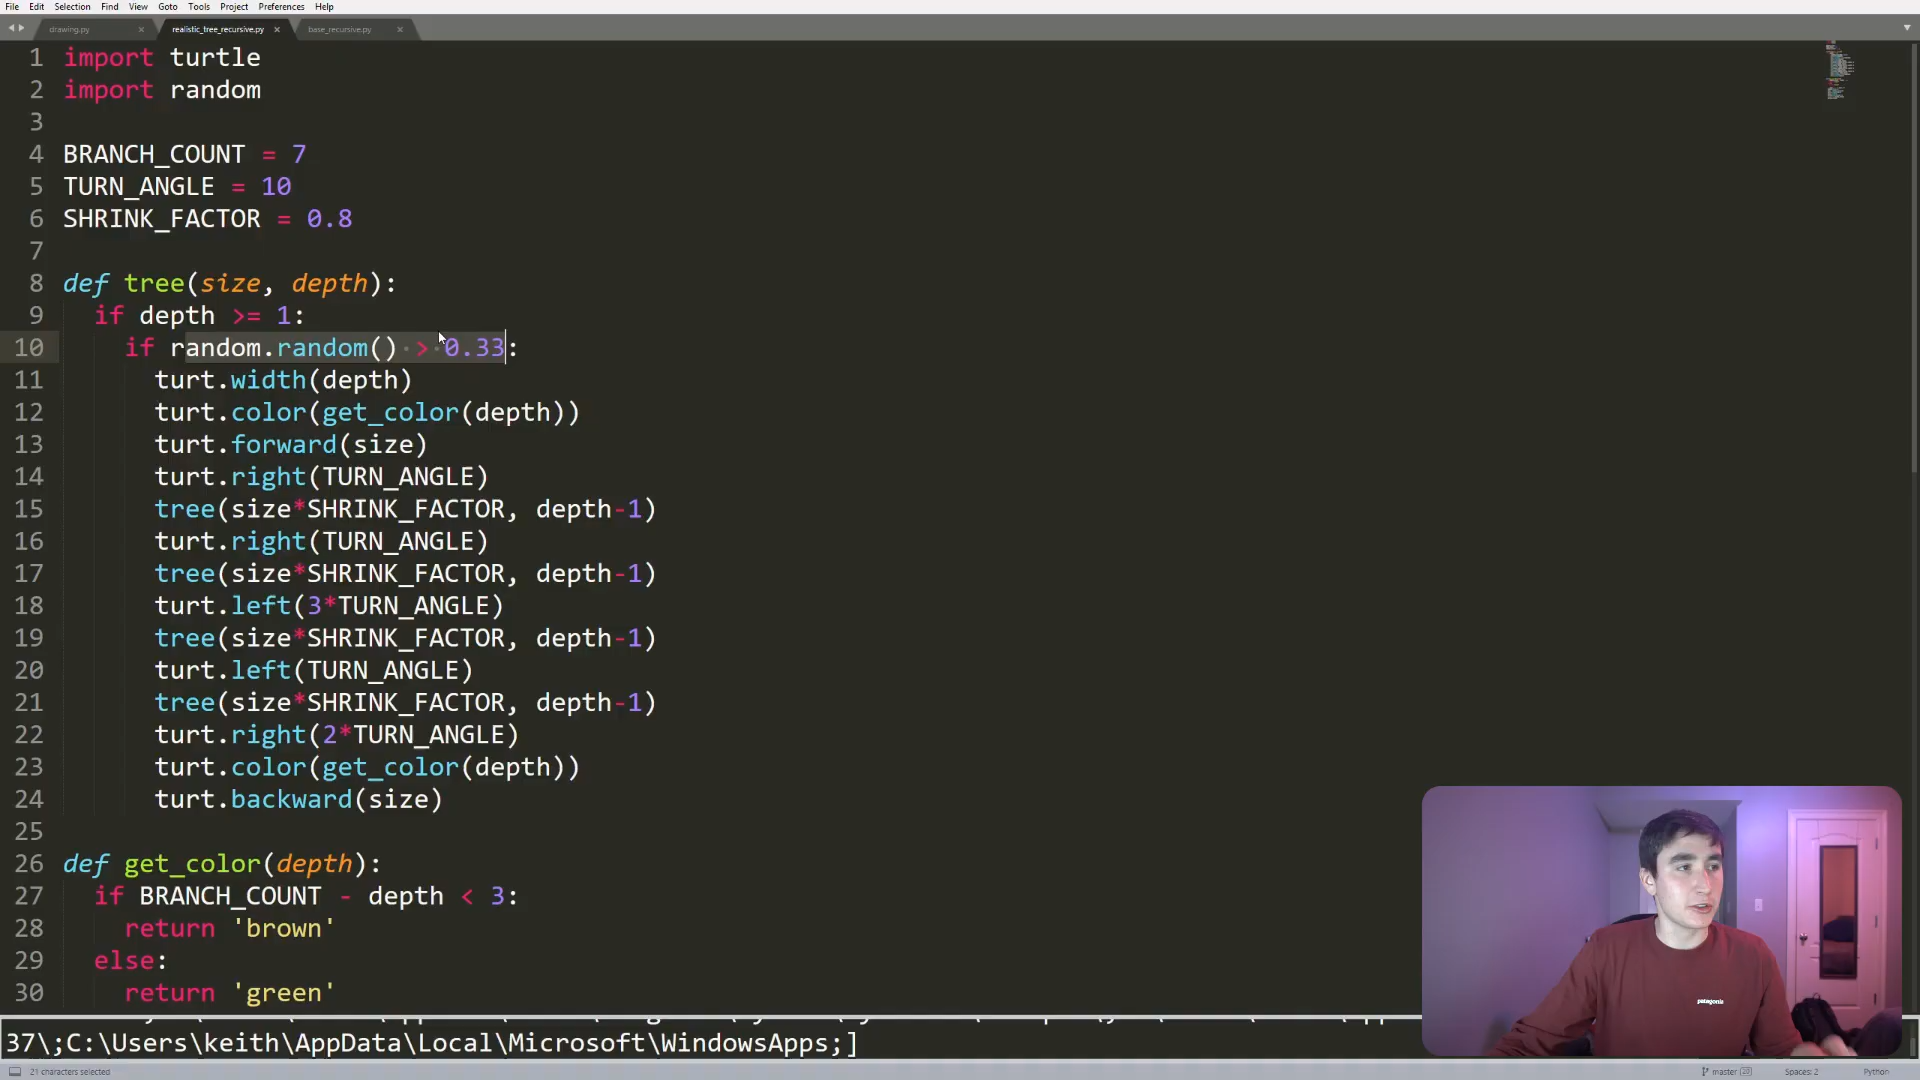 File Edit Selection Find View Goto Tools Project Preferences Help
drawing.py × realistic_tree_recursive.py × base_recursive.py ×
1 import turtle
2 import random
3
4 BRANCH_COUNT = 7
5 TURN_ANGLE = 10
6 SHRINK_FACTOR = 0.8
7
8 def tree(size, depth):
9 if depth >= 1:
10 if random.random() > 0.33:
11 turt.width(depth)
12 turt.color(get_color(depth))
13 turt.forward(size)
14 turt.right(TURN_ANGLE)
15 tree(size*SHRINK_FACTOR, depth-1)
16 turt.right(TURN_ANGLE)
17 tree(size*SHRINK_FACTOR, depth-1)
18 turt.left(3*TURN_ANGLE)
19 tree(size*SHRINK_FACTOR, depth-1)
20 turt.left(TURN_ANGLE)
21 tree(size*SHRINK_FACTOR, depth-1)
22 turt.right(2*TURN_ANGLE)
23 turt.color(get_color(depth))
24 turt.backward(size)
25
26 def get_color(depth):
27 if BRANCH_COUNT - depth < 3:
28 return 'brown'
29 else:
30 return 'green'
patagonia
37\;C:\Users\keith\AppData\Local\Microsoft\WindowsApps;]
21 characters selected
master Spaces: 2 Python